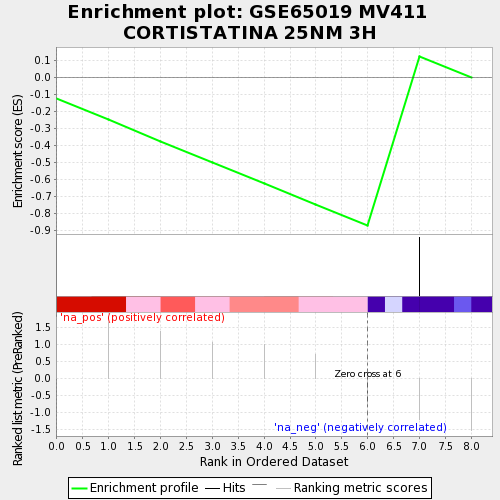 Enrichment plot: GSE65019 MV411
CORTISTATINA 25NM 3H
Enrichment score (ES)
0.1
0.0
-0.1
-0.2
-0.3
-0.4
-0.5
-0.6
-0.7
-0.8
-0.9
'na_pos' (positively correlated)
Ranked list metric (PreRanked)
1.5
1.0
0.5
0.0
-0.5
-1.0
-1.5
Zero cross at 6
'na_neg' (negatively correlated)
0.0 0.5 1.0 1.5 2.0 2.5 3.0 3.5 4.0 4.5 5.0 5.5 6.0 6.5 7.0 7.5 8.0
Rank in Ordered Dataset
Enrichment profile Hits Ranking metric scores